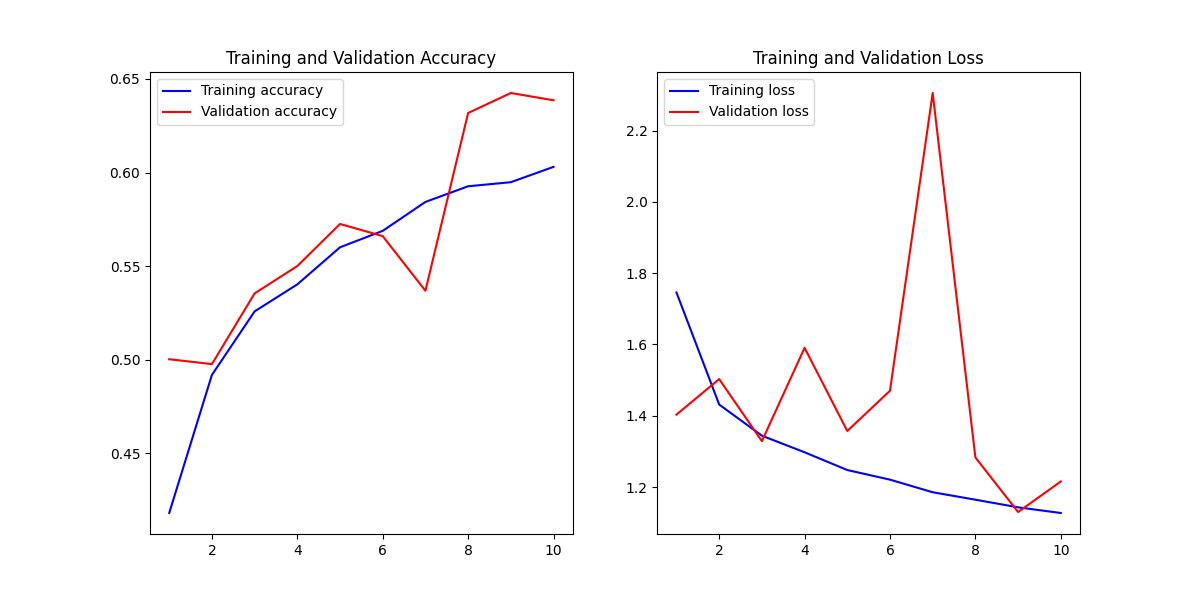 Training and Validation Accuracy
Training accuracy
Validation accuracy
0.65
0.60
0.55
0.50
0.45
2 4 6 8 10
Training and Validation Loss
Training loss
Validation loss
2.2
2.0
1.8
1.6
1.4
1.2
2 4 6 8 10